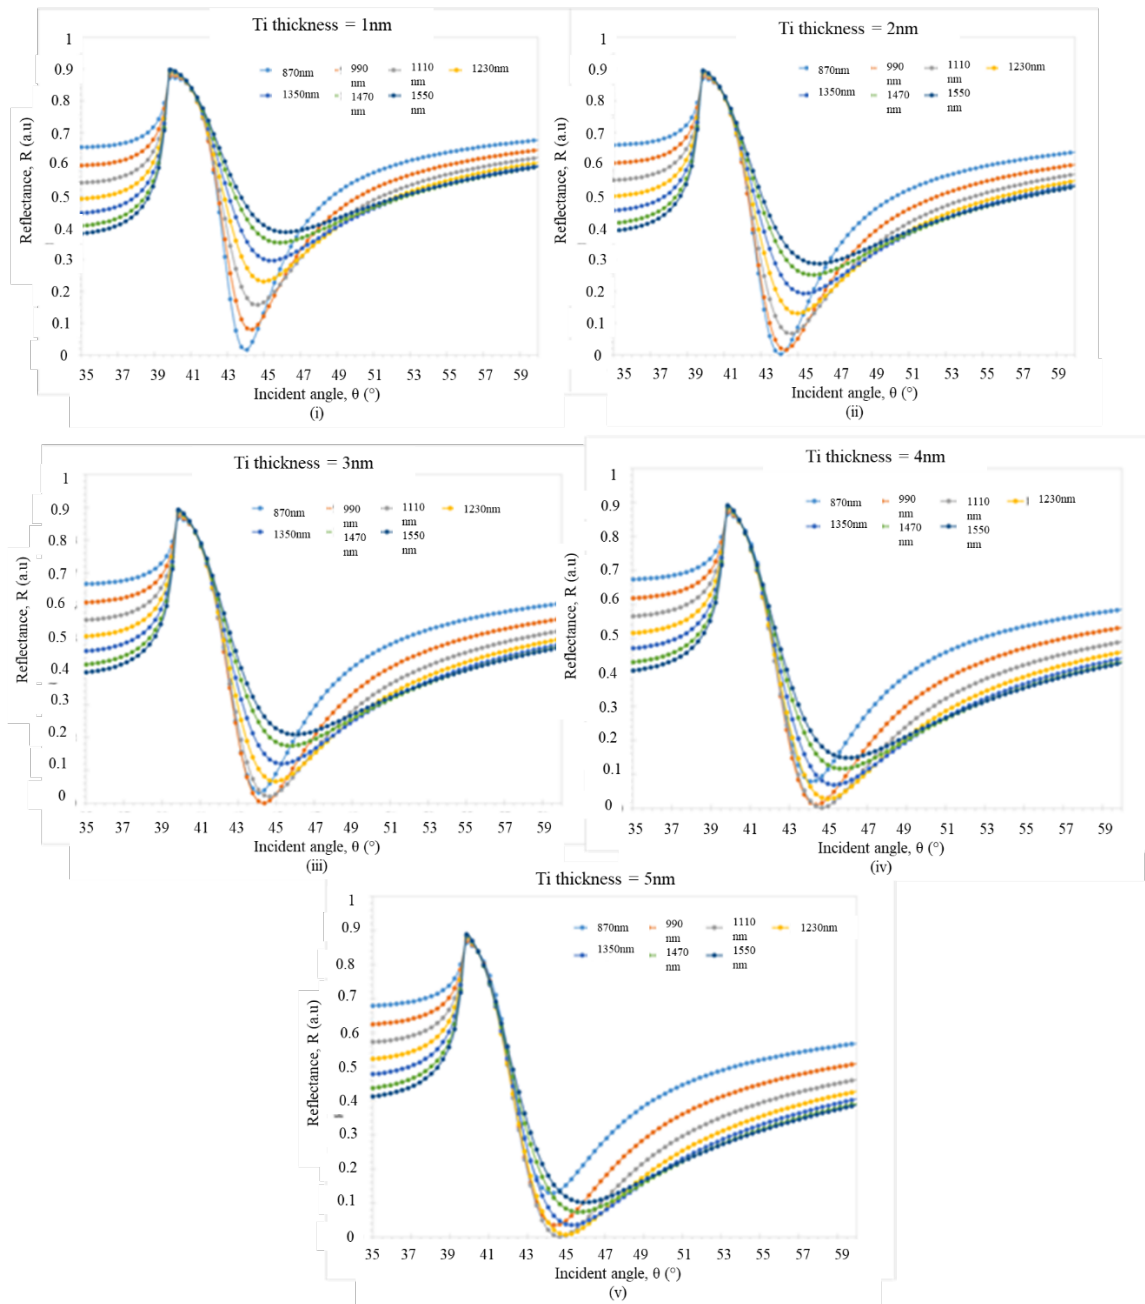 Ti thickness = 1nm
1
0.9
0.8
0.7
0.6
0.5
0.4
0.3
0.2
0.1
0
Reflectance, R (a.u)
870nm
990 nm
1110 nm
1230nm
1350nm
1470 nm
1550 nm
35 37 39 41 43 45 47 49 51 53 55 57 59
Incident angle, θ (°)
(i)
Ti thickness = 2nm
1
0.9
0.8
0.7
0.6
0.5
0.4
0.3
0.2
0.1
0
Reflectance, R (a.u)
870nm
990 nm
1110 nm
1230nm
1350nm
1470 nm
1550 nm
35 37 39 41 43 45 47 49 51 53 55 57 59
Incident angle, θ (°)
(ii)
Ti thickness = 3nm
1
0.9
0.8
0.7
0.6
0.5
0.4
0.3
0.2
0.1
0
Reflectance, R (a.u)
870nm
990 nm
1110 nm
1230nm
1350nm
1470 nm
1550 nm
35 37 39 41 43 45 47 49 51 53 55 57 59
Incident angle, θ (°)
(iii)
Ti thickness = 4nm
1
0.9
0.8
0.7
0.6
0.5
0.4
0.3
0.2
0.1
0
Reflectance, R (a.u)
870nm
990 nm
1110 nm
1230nm
1350nm
1470 nm
1550 nm
35 37 39 41 43 45 47 49 51 53 55 57 59
Incident angle, θ (°)
(iv)
Ti thickness = 5nm
1
0.9
0.8
0.7
0.6
0.5
0.4
0.3
0.2
0.1
0
Reflectance, R (a.u)
870nm
990 nm
1110 nm
1230nm
1350nm
1470 nm
1550 nm
35 37 39 41 43 45 47 49 51 53 55 57 59
Incident angle, θ (°)
(v)